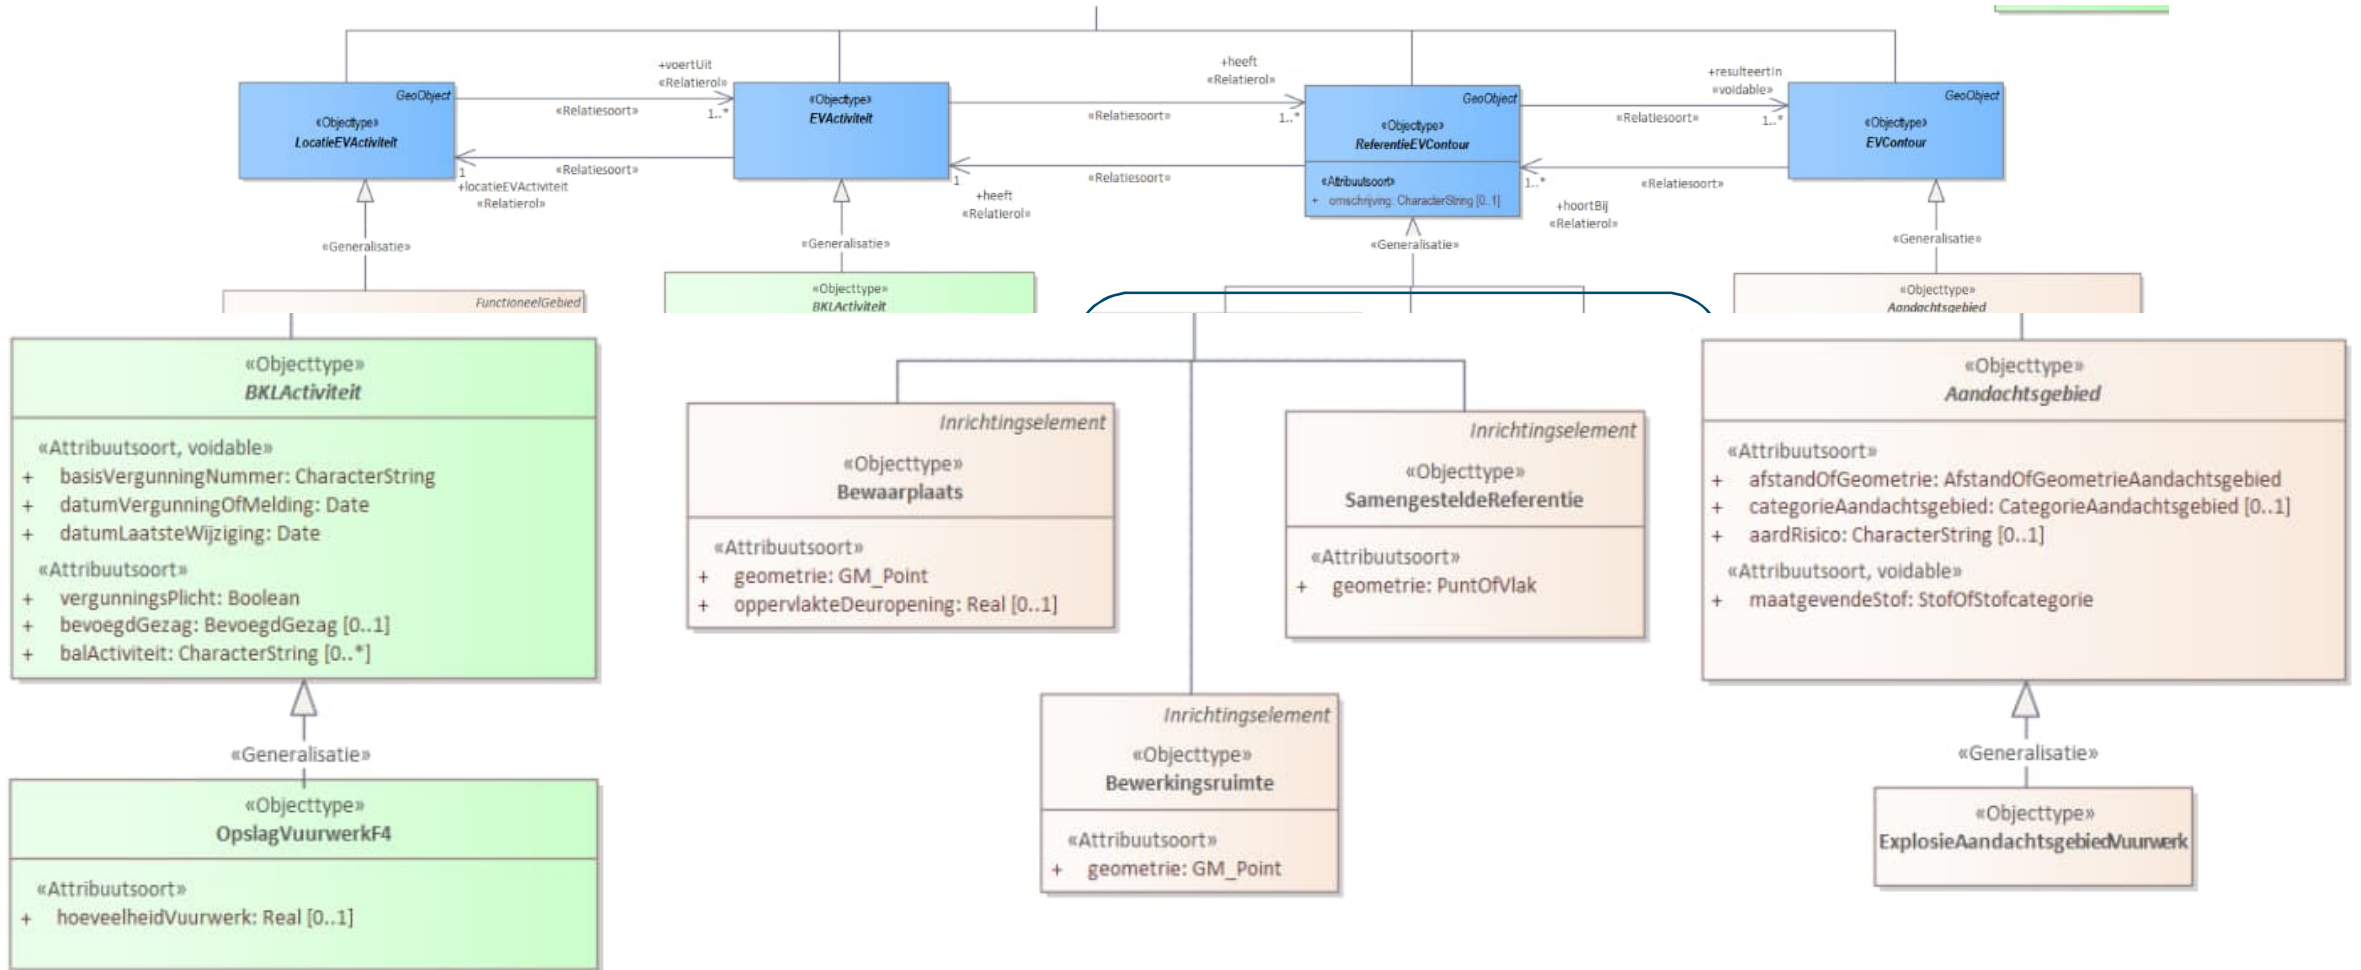 +voertUit
«Relatierol»
1..*
«Relatiesoort»
+heeft
«Relatierol»
1..*
«Relatiesoort»
+resulteertIn
«voidable»
1..*
«Relatiesoort»
GeoObject
«Objecttype»
LocatieEVActiviteit
«Objecttype»
EVActiviteit
GeoObject
«Objecttype»
ReferentieEVContour
«Attribuutsoort»
+ omschrijving: CharacterString [0..1]
GeoObject
«Objecttype»
EVContour
«Relatiesoort»
1
+locatieEVActiviteit
«Relatierol»
«Relatiesoort»
1
+heeft
«Relatierol»
«Relatiesoort»
1..*
+hoortBij
«Relatierol»
«Generalisatie»
«Generalisatie»
«Generalisatie»
«Generalisatie»
FunctioneelGebied
«Objecttype»
BKLActiviteit
«Objecttype»
Aandachtsgebied
«Objecttype»
BKLActiviteit
«Attribuutsoort, voidable»
+ basisVergunningNummer: CharacterString
+ datumVergunningOfMelding: Date
+ datumLaatsteWijziging: Date
«Attribuutsoort»
+ vergunningsPlicht: Boolean
+ bevoegdGezag: BevoegdGezag [0..1]
+ balActiviteit: CharacterString [0..*]
«Generalisatie»
«Objecttype»
OpslagVuurwerkF4
«Attribuutsoort»
+ hoeveelheidVuurwerk: Real [0..1]
Inrichtingselement
«Objecttype»
Bewaarplaats
«Attribuutsoort»
+ geometrie: GM_Point
+ oppervlakteDeuropening: Real [0..1]
Inrichtingselement
«Objecttype»
SamengesteldeReferentie
«Attribuutsoort»
+ geometrie: PuntOfVlak
Inrichtingselement
«Objecttype»
Bewerkingsruimte
«Attribuutsoort»
+ geometrie: GM_Point
«Objecttype»
Aandachtsgebied
«Attribuutsoort»
+ afstandOfGeometrie: AfstandOfGeometrieAandachtsgebied
+ categorieAandachtsgebied: CategorieAandachtsgebied [0..1]
+ aardRisico: CharacterString [0..1]
«Attribuutsoort, voidable»
+ maatgevendeStof: StofOfStofcategorie
«Generalisatie»
«Objecttype»
ExplosieAandachtsgebiedVuurwerk